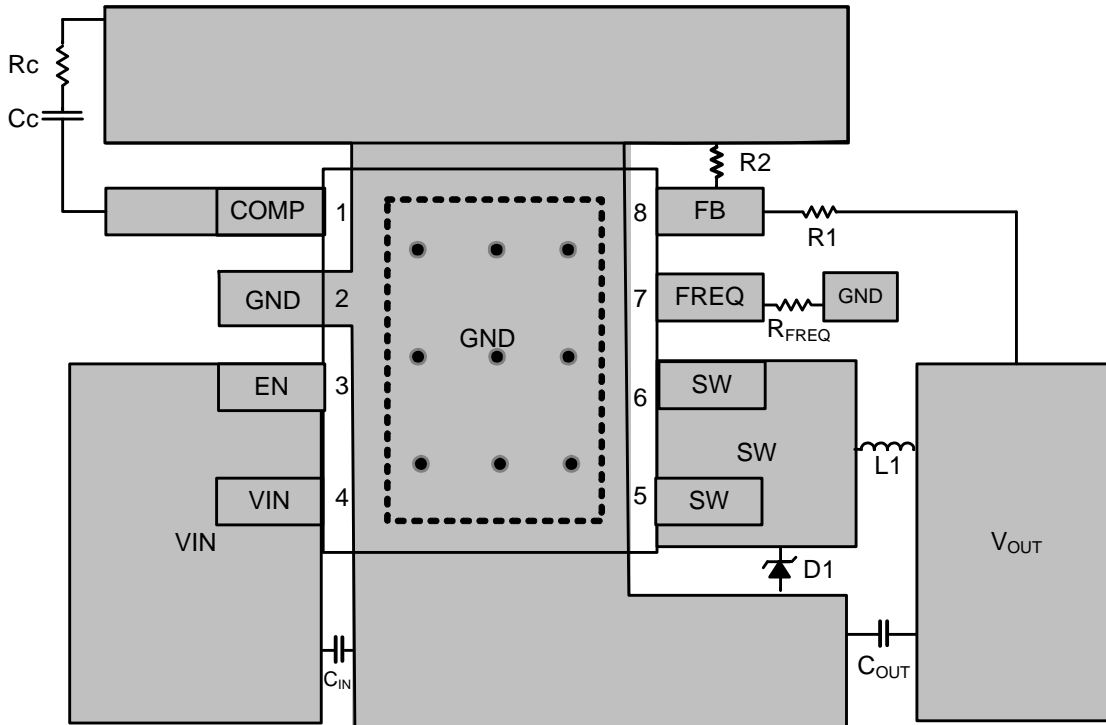 Rc
Cc
R2
COMP 1
8 FB
R1
GND 2
7 FREQ
GND
GND
RFREQ
EN 3
6 SW
SW
L1
VIN 4
5 SW
VIN
VOUT
D1
CIN
COUT